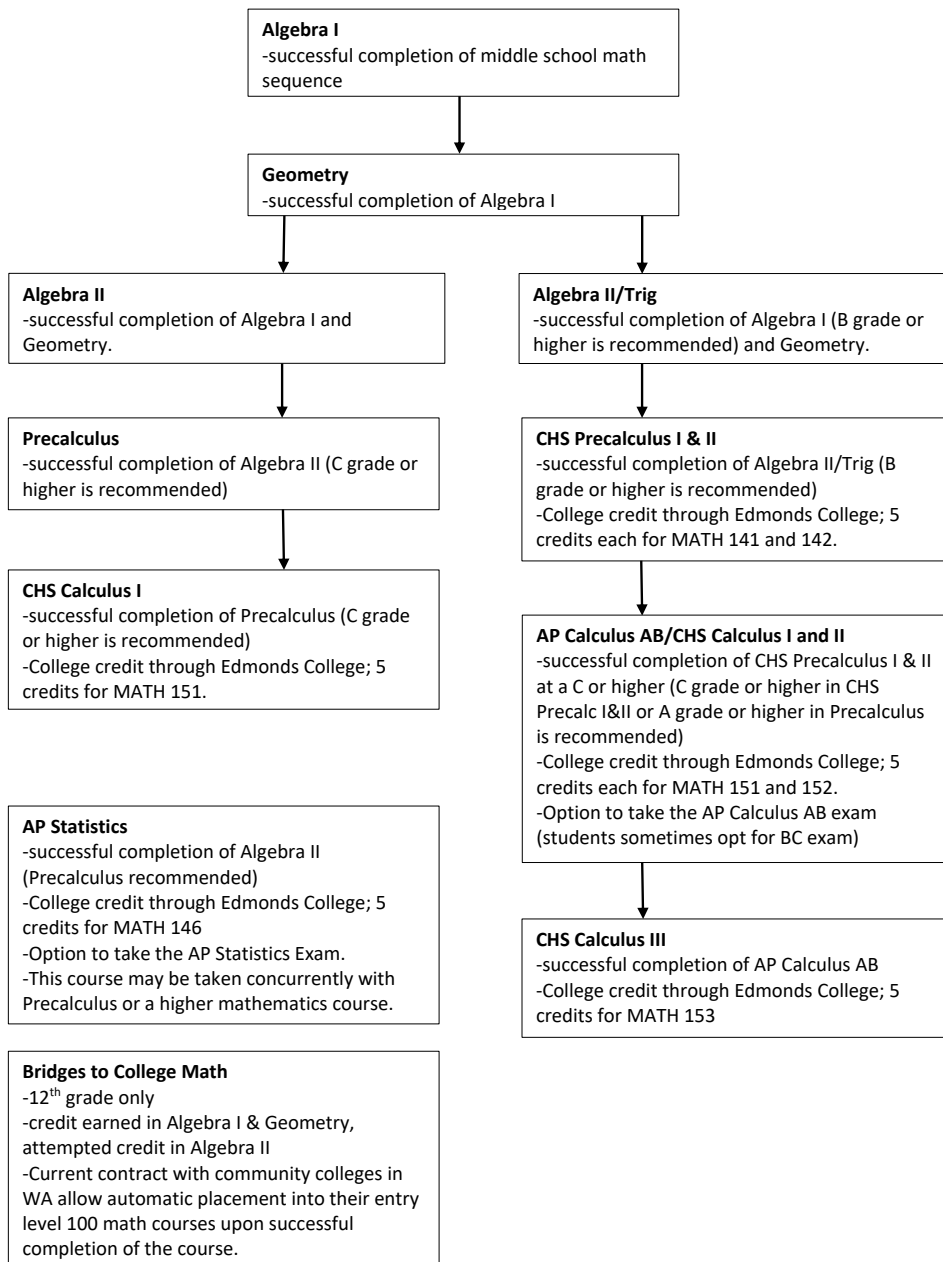 Algebra I
-successful completion of middle school math
sequence
Geometry
-successful completion of Algebra I
Algebra II
-successful completion of Algebra I and
Geometry.
Algebra II/Trig
-successful completion of Algebra I (B grade or
higher is recommended) and Geometry.
Precalculus
-successful completion of Algebra II (C grade or
higher is recommended)
CHS Precalculus I & II
-successful completion of Algebra II/Trig (B
grade or higher is recommended)
-College credit through Edmonds College; 5
credits each for MATH 141 and 142.
CHS Calculus I
-successful completion of Precalculus (C grade
or higher is recommended)
-College credit through Edmonds College; 5
credits for MATH 151.
AP Calculus AB/CHS Calculus I and II
-successful completion of CHS Precalculus I & II
at a C or higher (C grade or higher in CHS
Precalc I&II or A grade or higher in Precalculus
is recommended)
-College credit through Edmonds College; 5
credits each for MATH 151 and 152.
-Option to take the AP Calculus AB exam
(students sometimes opt for BC exam)
AP Statistics
-successful completion of Algebra II
(Precalculus recommended)
-College credit through Edmonds College; 5
credits for MATH 146
-Option to take the AP Statistics Exam.
-This course may be taken concurrently with
Precalculus or a higher mathematics course.
CHS Calculus III
-successful completion of AP Calculus AB
-College credit through Edmonds College; 5
credits for MATH 153
Bridges to College Math
-12th grade only
-credit earned in Algebra I & Geometry,
attempted credit in Algebra II
-Current contract with community colleges in
WA allow automatic placement into their entry
level 100 math courses upon successful
completion of the course.